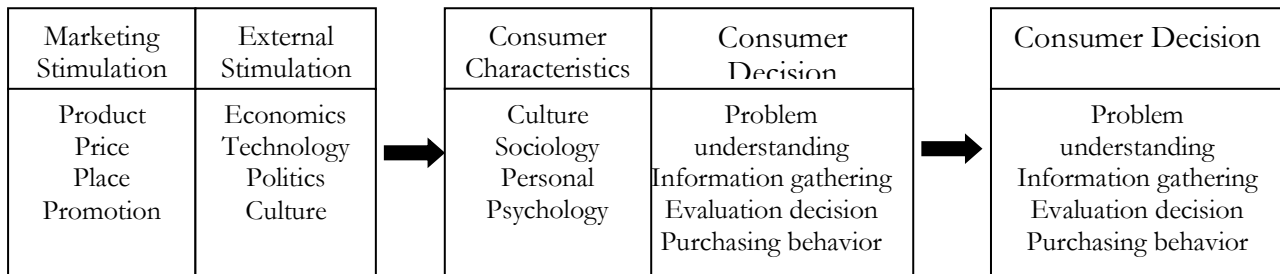 Marketing
Stimulation
Product
Price
Place
Promotion
External
Stimulation
Economics
Technology
Politics
Culture
Consumer
Characteristics
Culture
Sociology
Personal
Psychology
Consumer
Decision
Problem
understanding
Information gathering
Evaluation decision
Purchasing behavior
Consumer Decision
Problem
understanding
Information gathering
Evaluation decision
Purchasing behavior